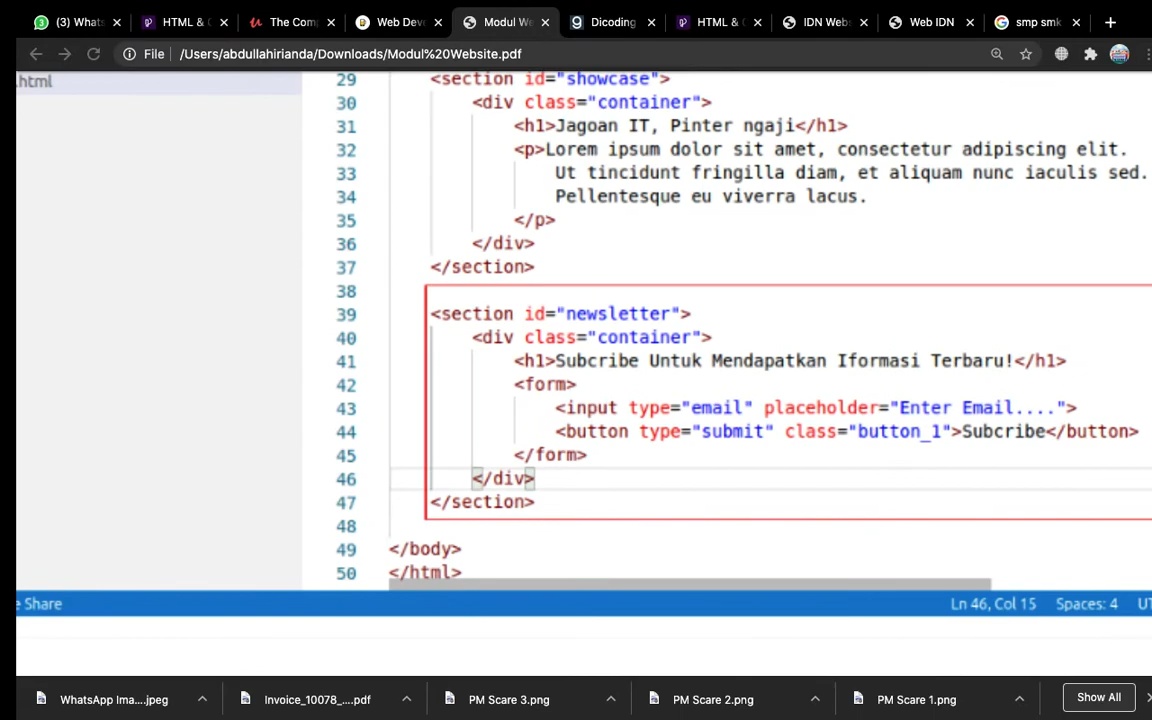 (3) Whats
HTML & C
The Comp
Web Deve
Modul We
Dicoding
HTML & C
IDN Webs
Web IDN
smp smk
File
/Users/abdullahirianda/Downloads/Modul%20Website.pdf
.html
29 <section id="showcase">
30 <div class="container">
31 <h1>Jagoan IT, Pinter ngaji</h1>
32 <p>Lorem ipsum dolor sit amet, consectetur adipiscing elit.
33 Ut tincidunt fringilla diam, et aliquam nunc iaculis sed.
34 Pellentesque eu viverra lacus.
35 </p>
36 </div>
37 </section>
38
39 <section id="newsletter">
40 <div class="container">
41 <h1>Subcribe Untuk Mendapatkan Iformasi Terbaru!</h1>
42 <form>
43 <input type="email" placeholder="Enter Email....">
44 <button type="submit" class="button_1">Subcribe</button>
45 </form>
46 </div>
47 </section>
48
49 </body>
50 </html>
e Share
Ln 46, Col 15
Spaces: 4
UT
WhatsApp Ima....jpeg
Invoice_10078_....pdf
PM Scare 3.png
PM Scare 2.png
PM Scare 1.png
Show All